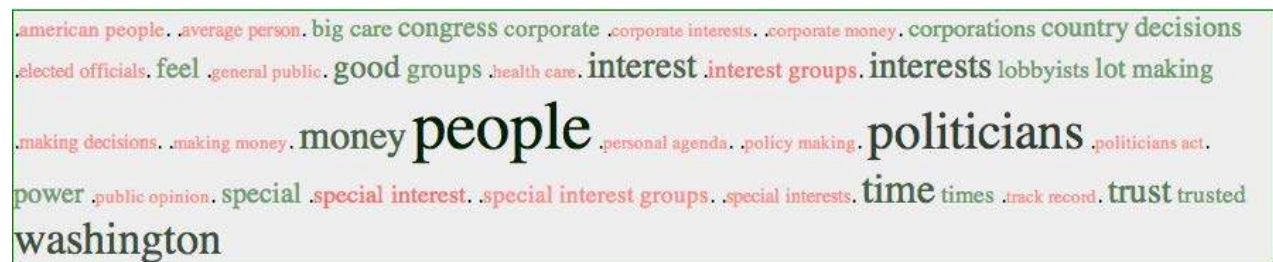 .american people. .average person. big care congress corporate .corporate interests. .corporate money. corporations country decisions
.elected officials. feel .general public. good groups .health care. interest .interest groups. interests lobbyists lot making
.making decisions. .making money. money people .personal agenda. .policy making. politicians .politicians act.
power .public opinion. special .special interest. .special interest groups. .special interests. time times .track record. trust trusted
washington